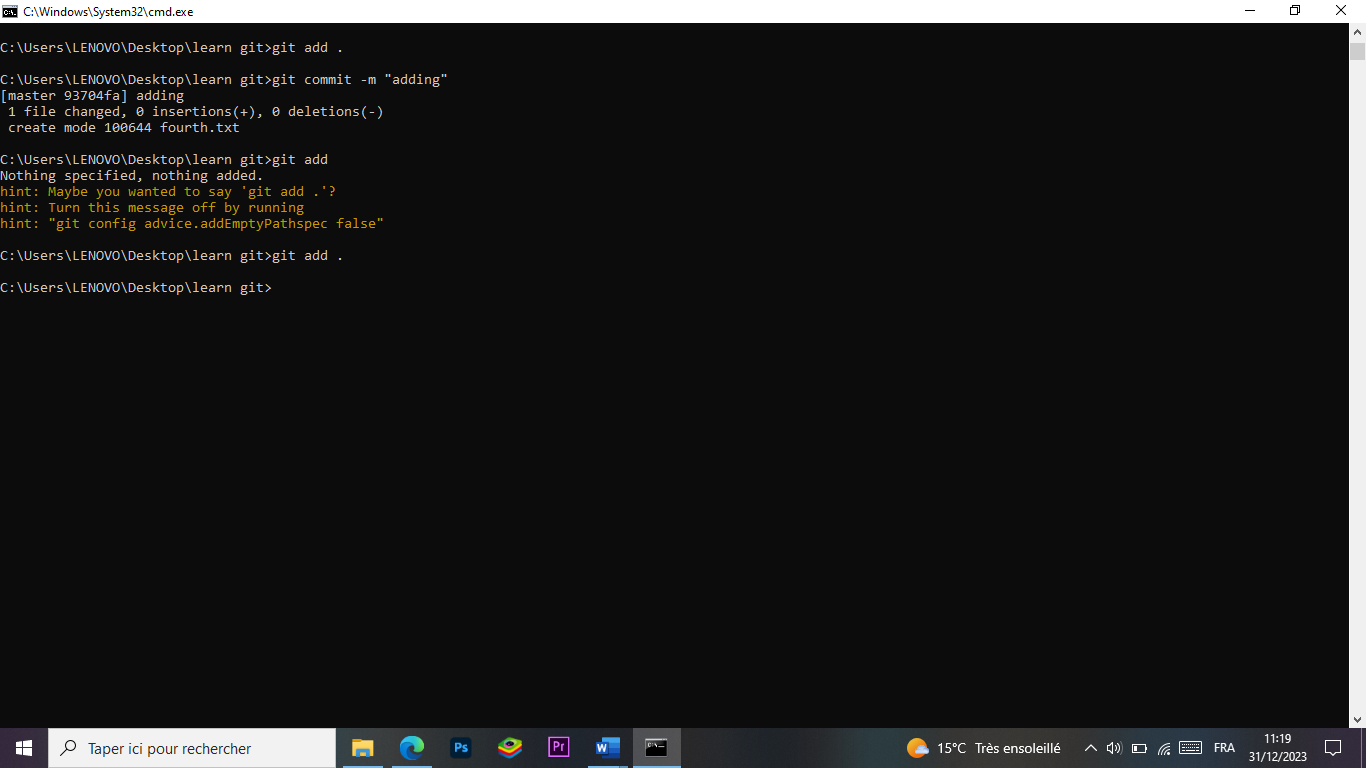 C:\Windows\System32\cmd.exe
C:\Users\LENOVO\Desktop\learn git>git add .
C:\Users\LENOVO\Desktop\learn git>git commit -m "adding"
[master 93704fa] adding
 1 file changed, 0 insertions(+), 0 deletions(-)
 create mode 100644 fourth.txt
C:\Users\LENOVO\Desktop\learn git>git add
Nothing specified, nothing added.
hint: Maybe you wanted to say 'git add .'?
hint: Turn this message off by running
hint: "git config advice.addEmptyPathspec false"
C:\Users\LENOVO\Desktop\learn git>git add .
C:\Users\LENOVO\Desktop\learn git>
Taper ici pour rechercher
Ps
Pr
W
15°C Très ensoleillé
FRA
11:19
31/12/2023